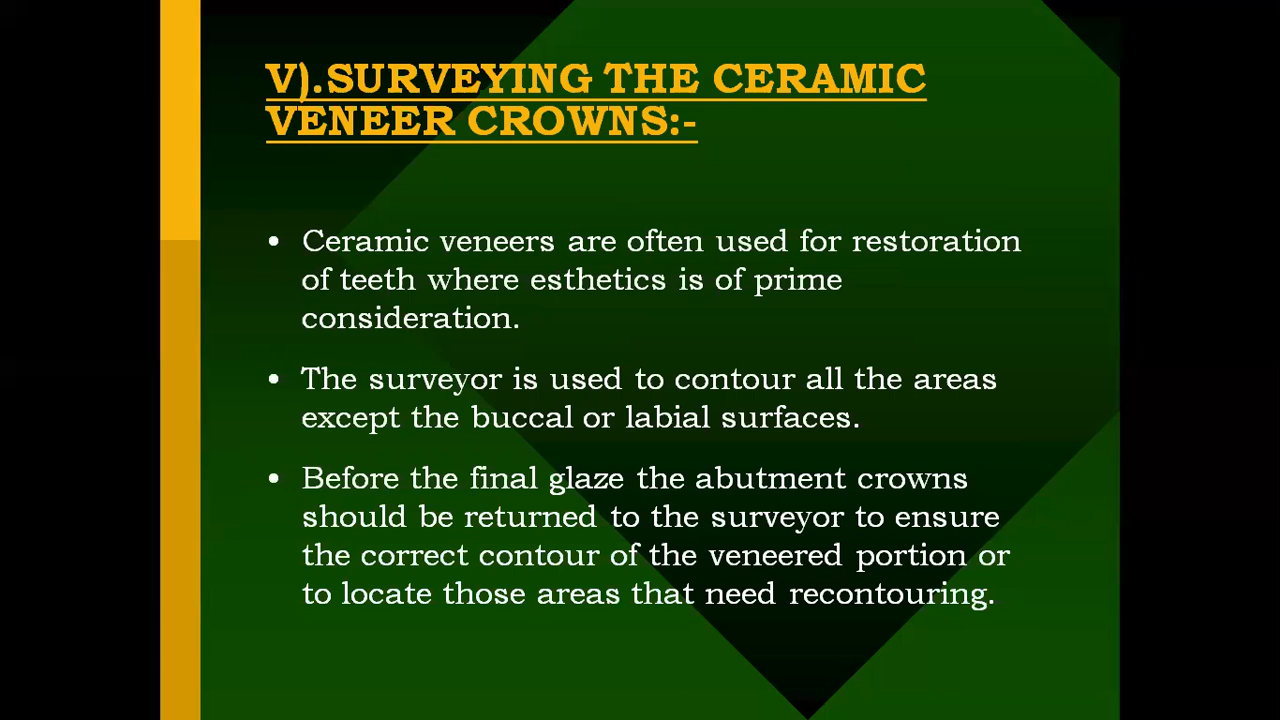 V).SURVEYING THE CERAMIC
VENEER CROWNS:-
• Ceramic veneers are often used for restoration
of teeth where esthetics is of prime
consideration.
• The surveyor is used to contour all the areas
except the buccal or labial surfaces.
• Before the final glaze the abutment crowns
should be returned to the surveyor to ensure
the correct contour of the veneered portion or
to locate those areas that need recontouring.